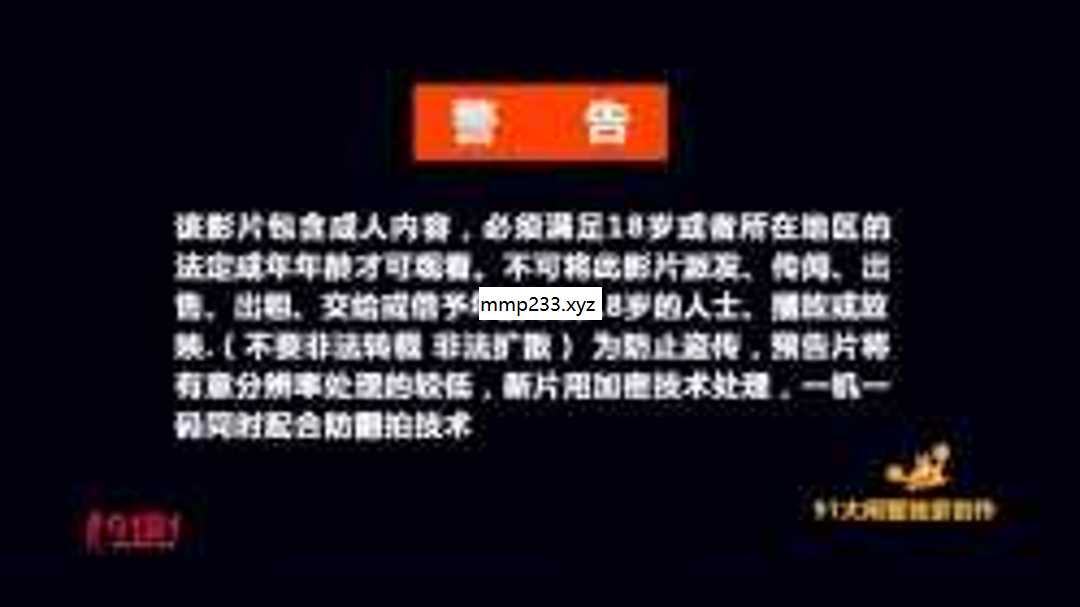 警 告
该影片包含成人内容，必须满足18岁或者所在地区的
法定成年年龄才可观看。不可将此影片派发、传阅、出
售、出租、交给或借予 8岁的人士、播放或放
mmp233.xyz
映.（不要非法转载 非法扩散）为防止盗传，预告片将
有意分辨率处理的较低，新片用加密技术处理，一机一
码同时配合防翻拍技术